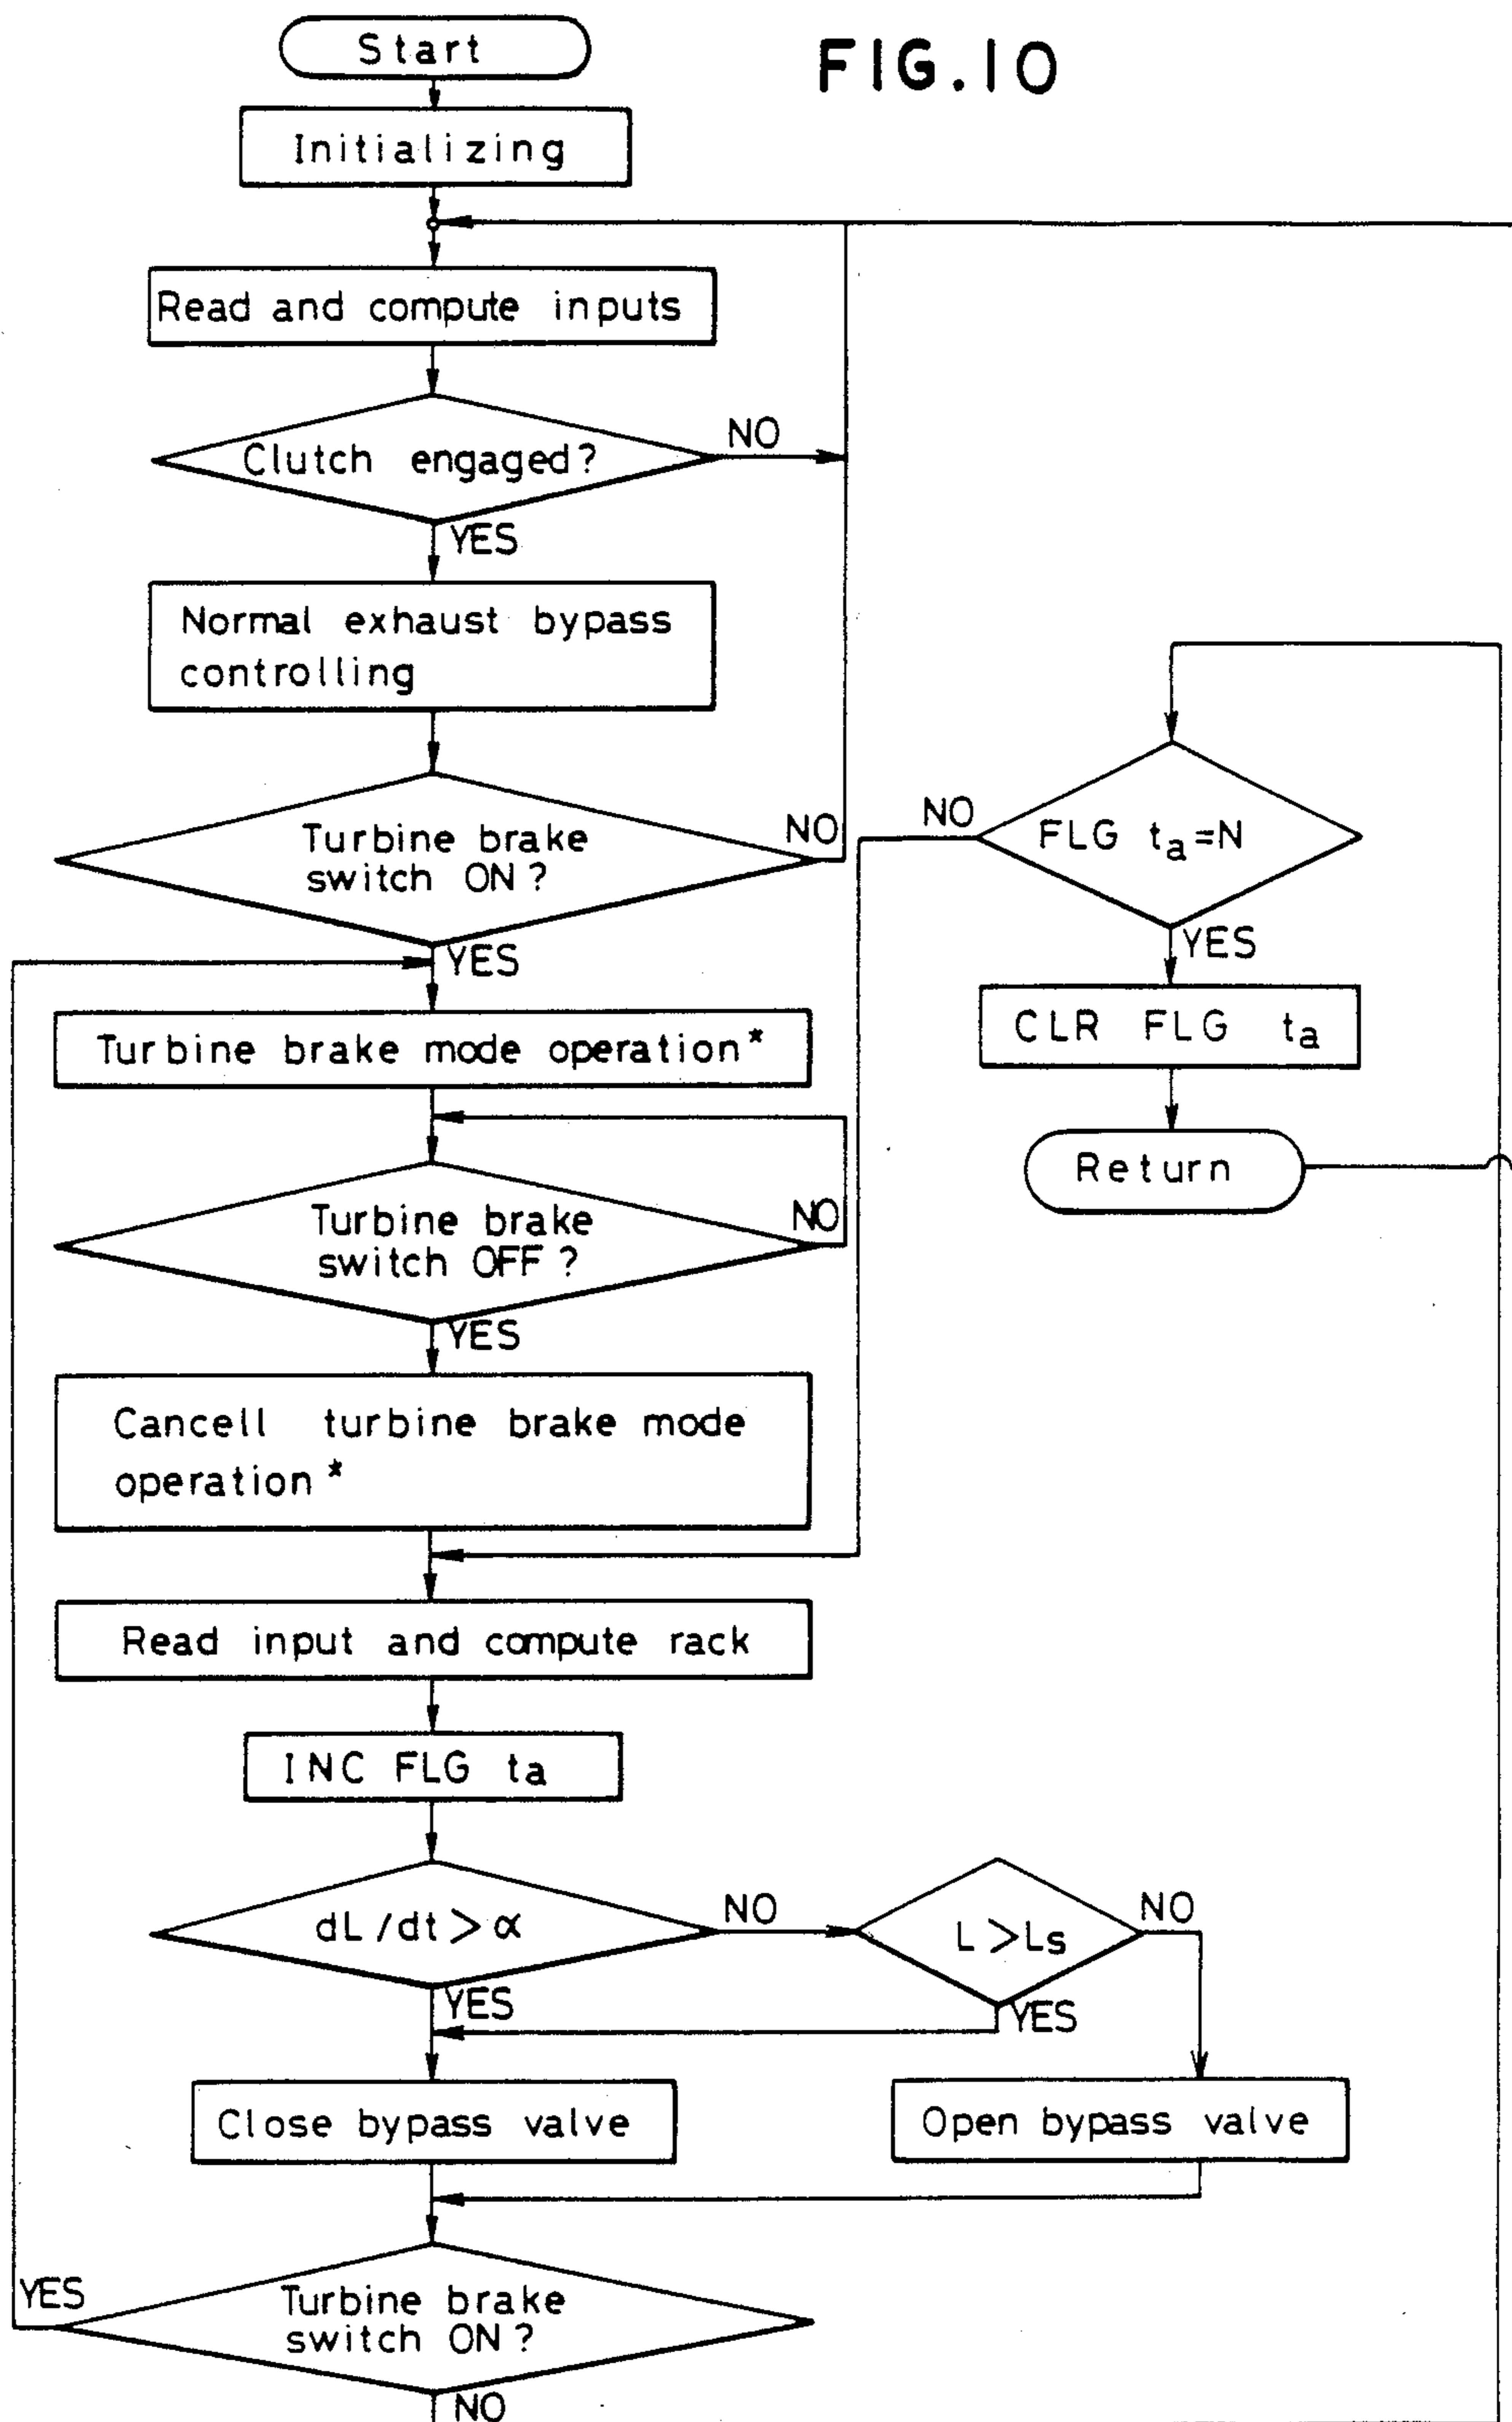 FIG.10
Start
Initializing
Read and compute inputs
Clutch engaged?
NO
YES
Normal exhaust bypass
controlling
Turbine brake
switch ON?
NO
YES
Turbine brake mode operation*
Turbine brake
switch OFF?
NO
YES
Cancell turbine brake mode
operation*
Read input and compute rack
INC FLG ta
dL/dt>α
NO
YES
L>Ls
NO
YES
Close bypass valve
Open bypass valve
Turbine brake
switch ON?
YES
NO
FLG ta=N
NO
YES
CLR FLG ta
Return